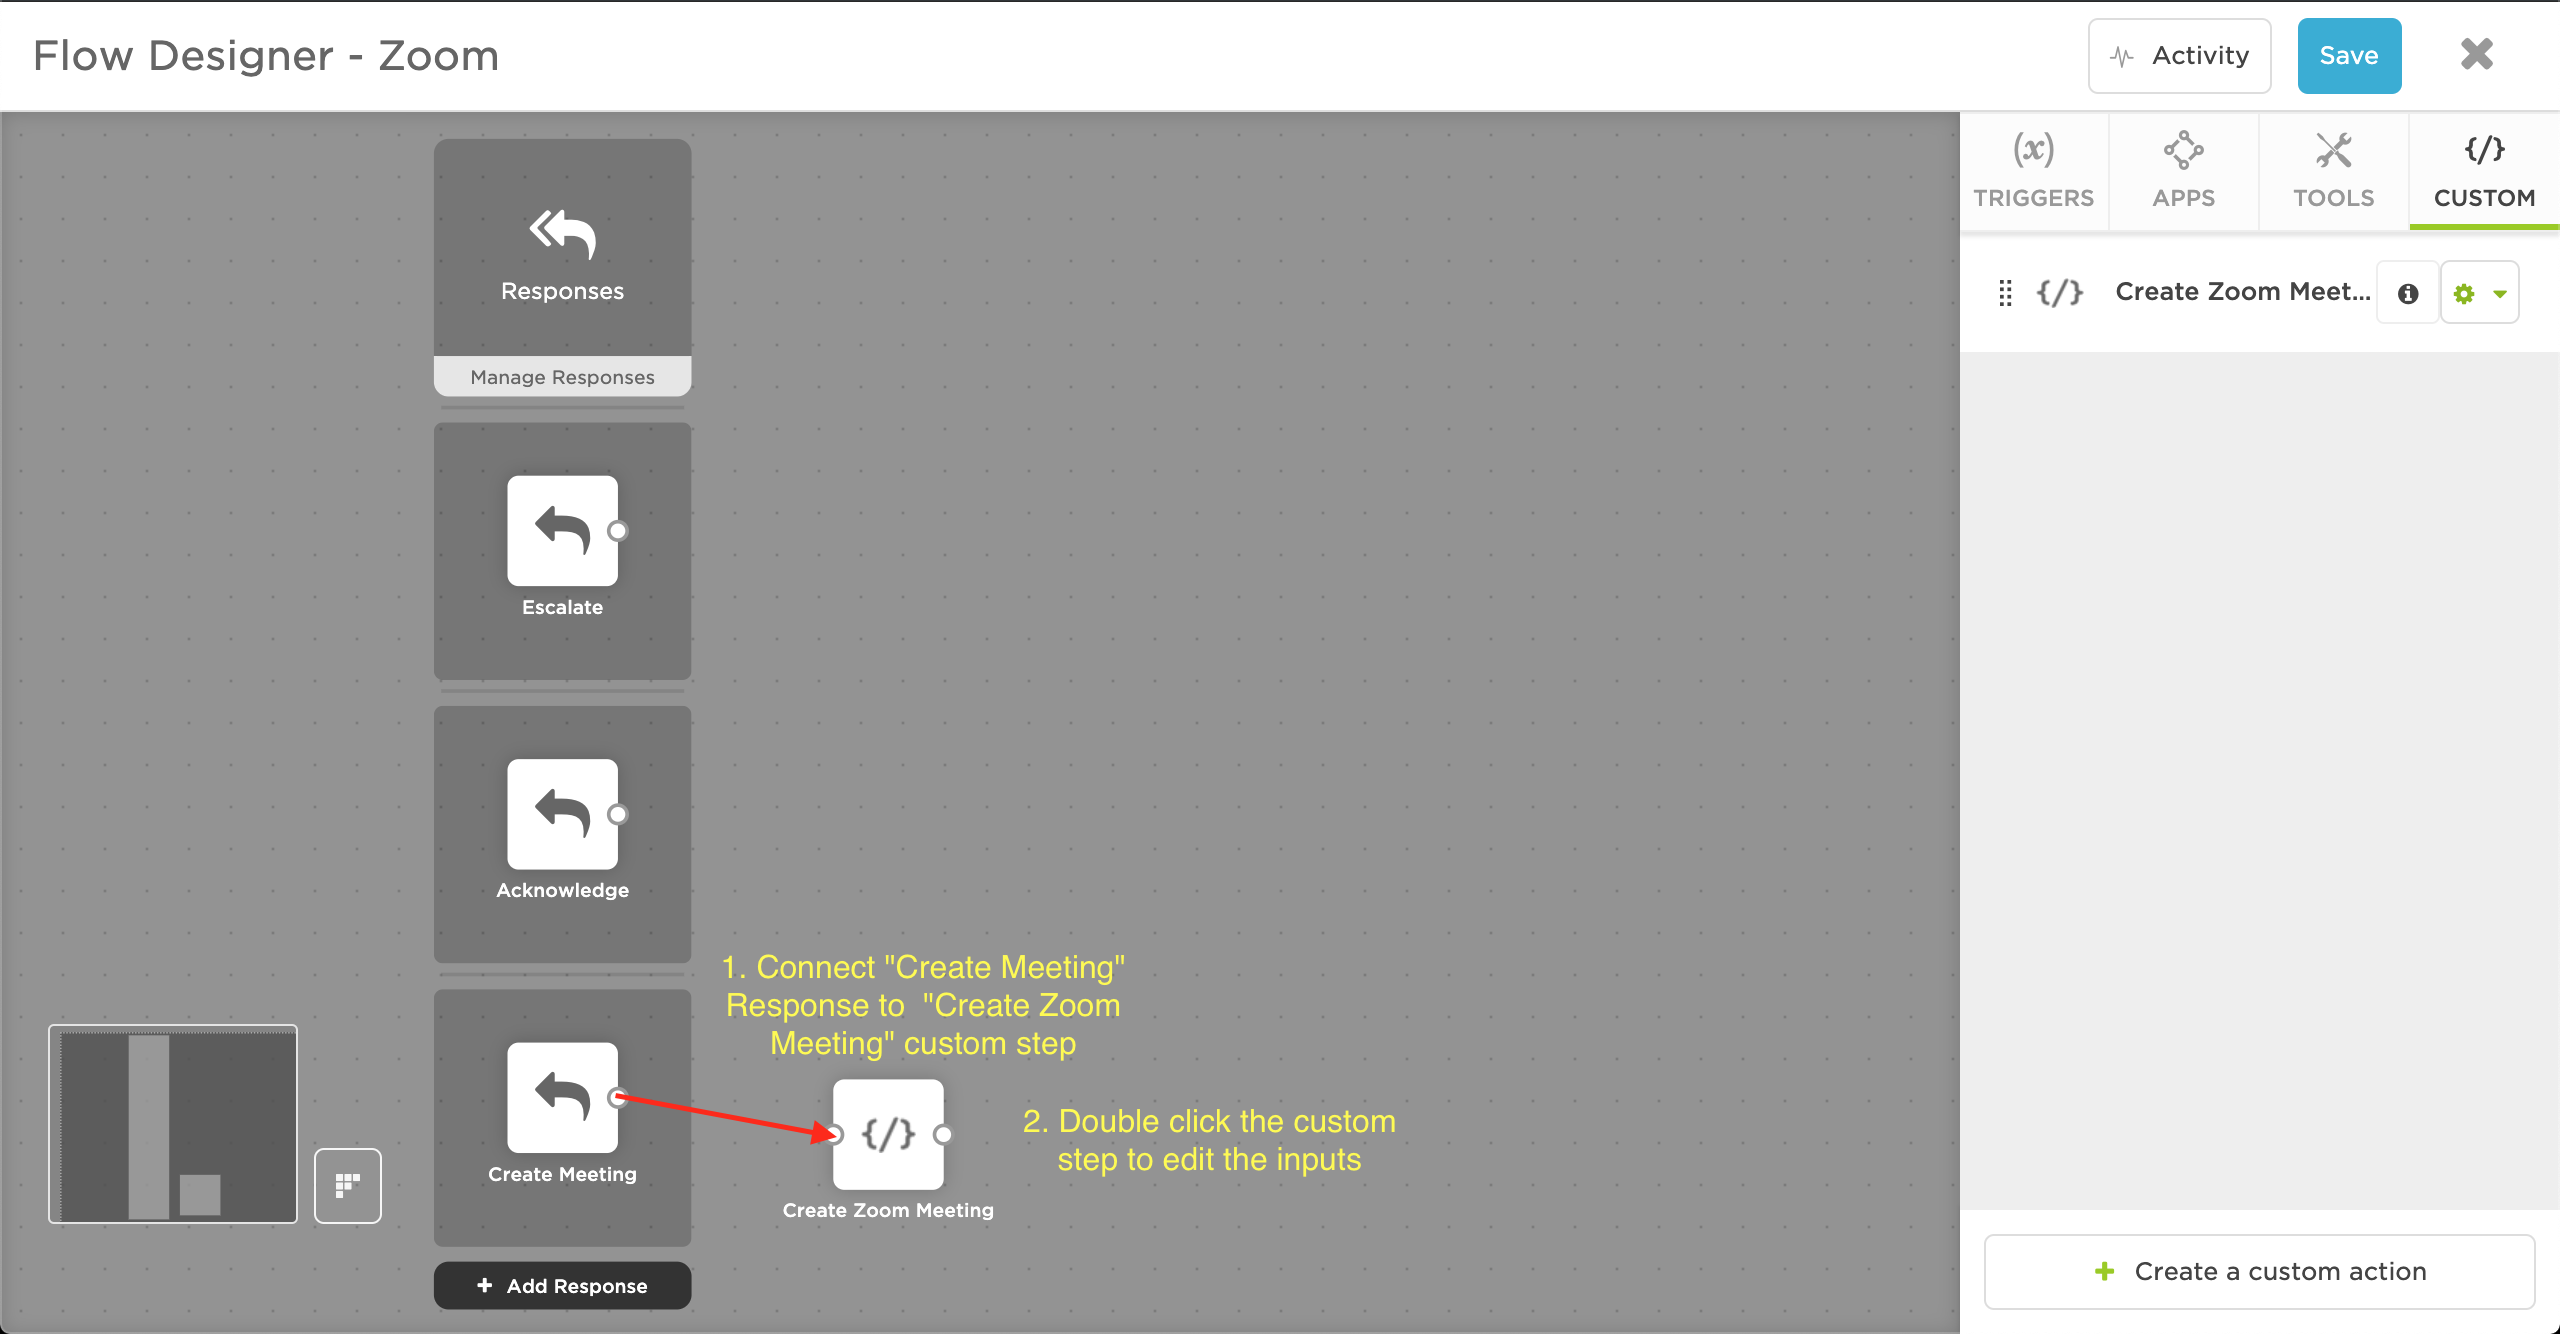 Flow Designer - Zoom
Activity
Save
(x)
TRIGGERS
APPS
TOOLS
{/}
CUSTOM
{/}
Create Zoom Meet...
Responses
Manage Responses
Escalate
Acknowledge
1. Connect "Create Meeting"
Response to "Create Zoom
Meeting" custom step
Create Meeting
{/}
Create Zoom Meeting
2. Double click the custom
step to edit the inputs
+ Add Response
+ Create a custom action